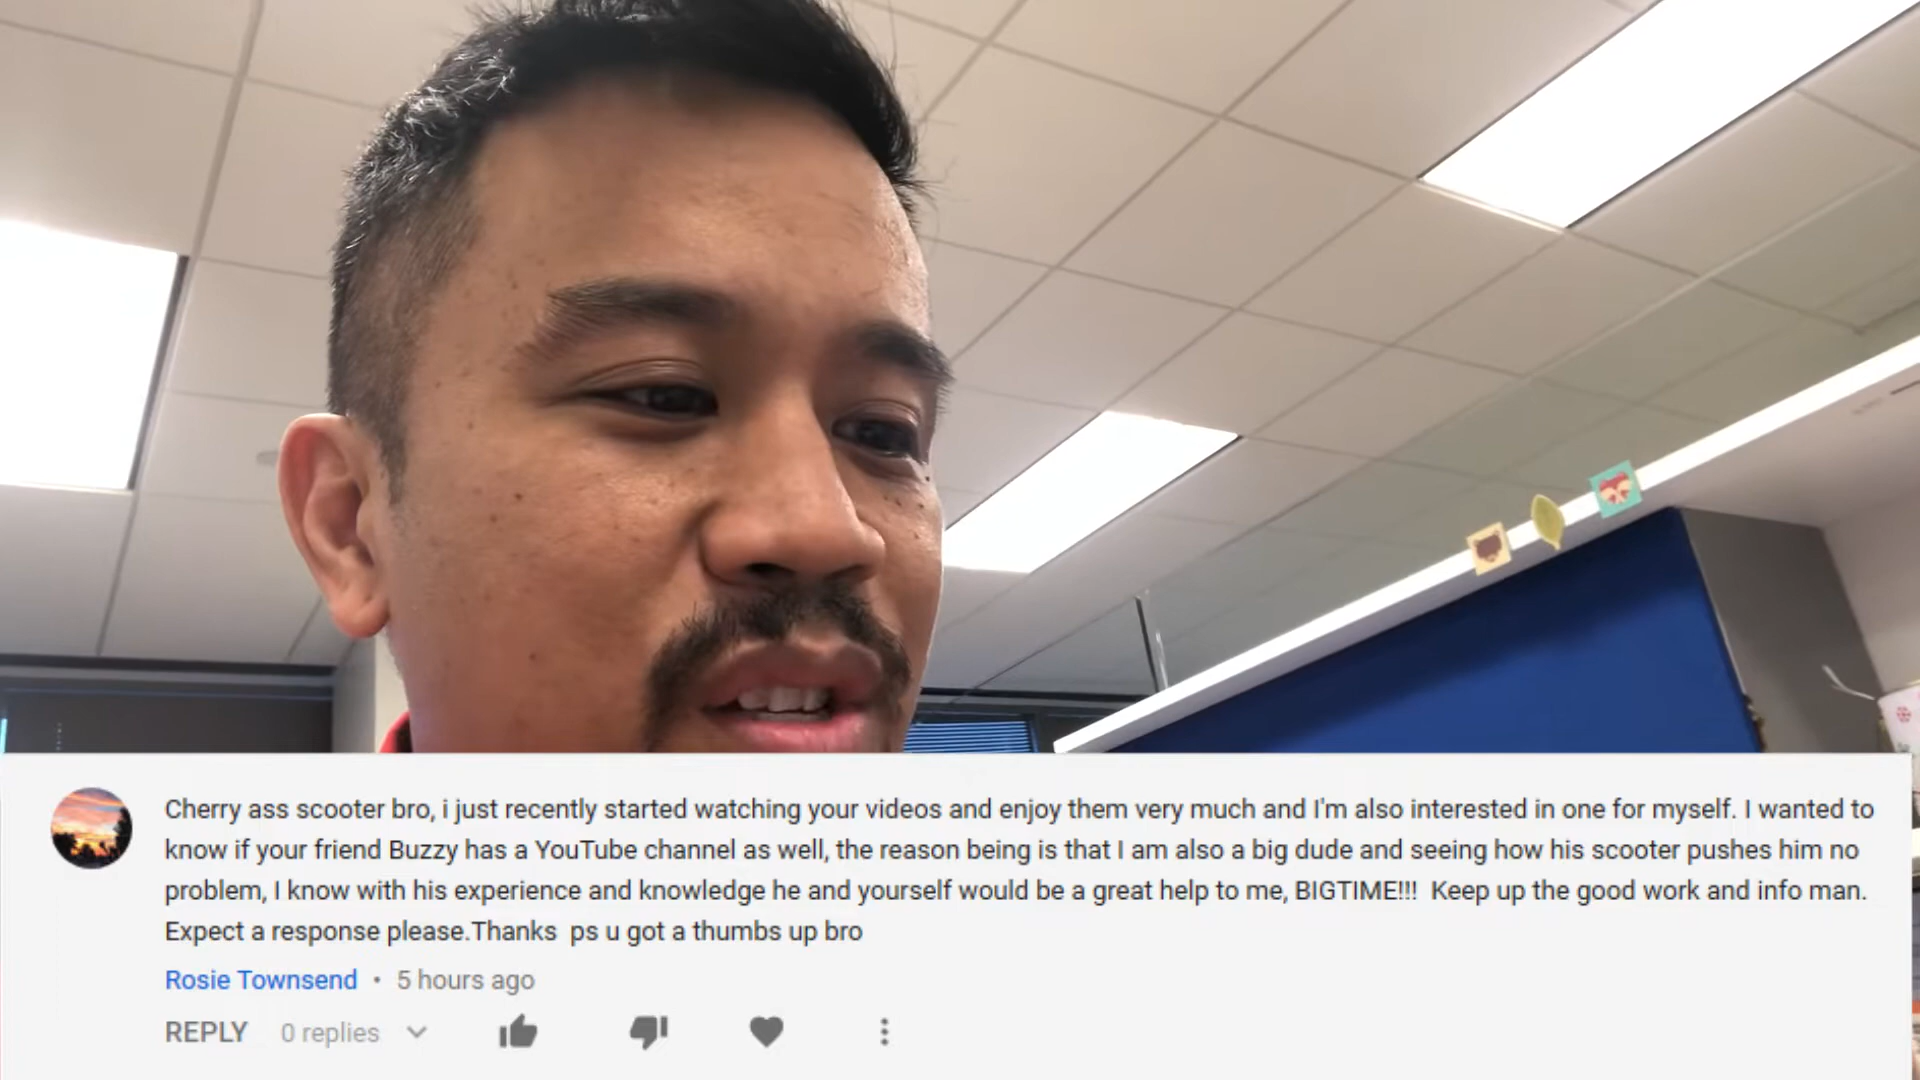 Cherry ass scooter bro, i just recently started watching your videos and enjoy them very much and I'm also interested in one for myself. I wanted to
know if your friend Buzzy has a YouTube channel as well, the reason being is that I am also a big dude and seeing how his scooter pushes him no
problem, I know with his experience and knowledge he and yourself would be a great help to me, BIGTIME!!!  Keep up the good work and info man.
Expect a response please.Thanks  ps u got a thumbs up bro
Rosie Townsend • 5 hours ago
REPLY 0 replies